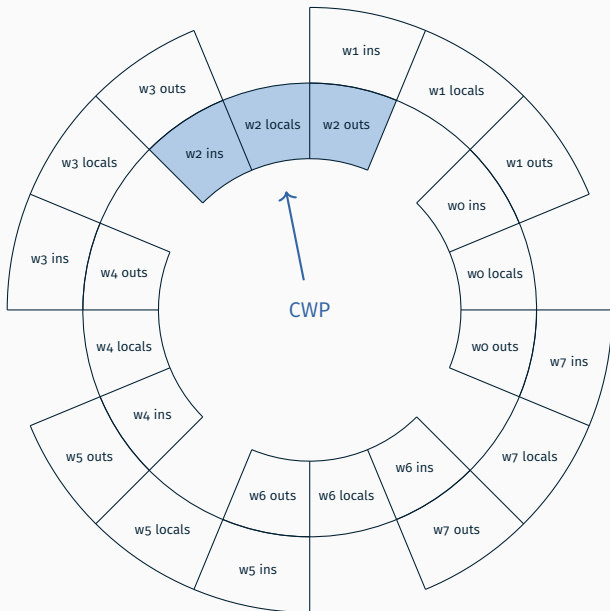 w1 ins
w3 outs
w1 locals
w2 locals
w2 outs
w2 ins
w3 locals
w1 outs
w0 ins
w3 ins
w4 outs
w0 locals
CWP
w4 locals
w0 outs
w7 ins
w4 ins
w5 outs
w7 locals
w6 ins
w6 outs
w6 locals
w5 locals
w7 outs
w5 ins